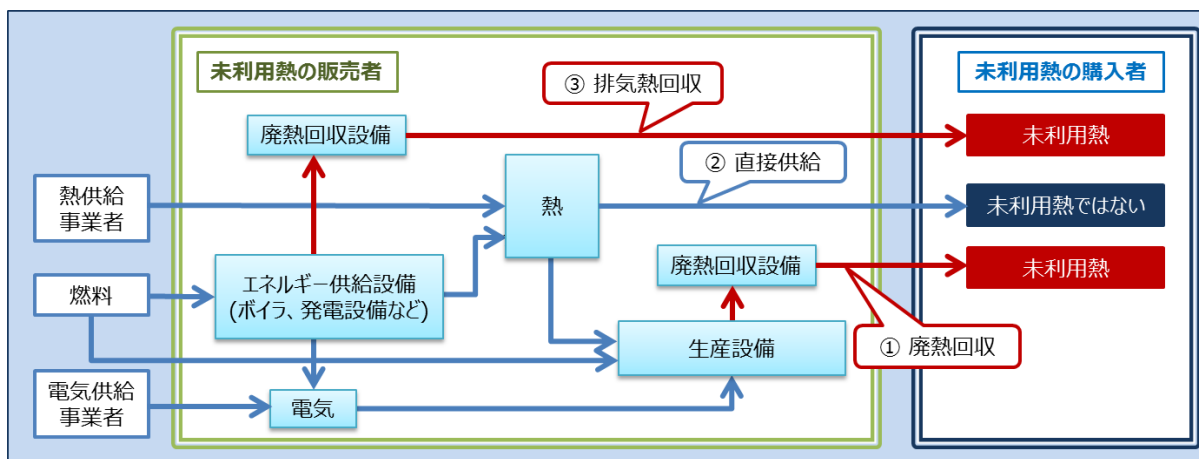 未利用熱の販売者
未利用熱の購入者
③ 排気熱回収
廃熱回収設備
未利用熱
② 直接供給
熱供給
事業者
熱
未利用熱ではない
廃熱回収設備
未利用熱
燃料
エネルギー供給設備
(ボイラ、発電設備など)
生産設備
① 廃熱回収
電気供給
事業者
電気